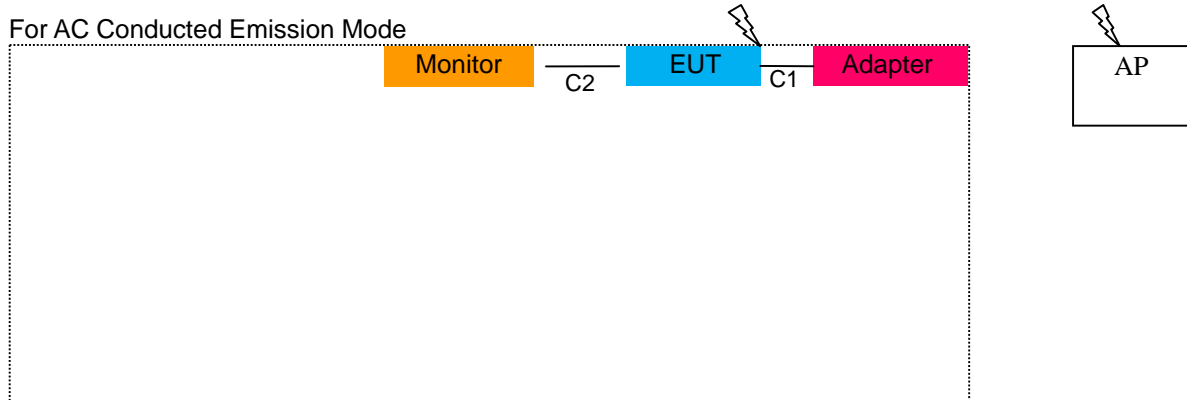 For AC Conducted Emission Mode
Monitor
C2
EUT
C1
Adapter
AP